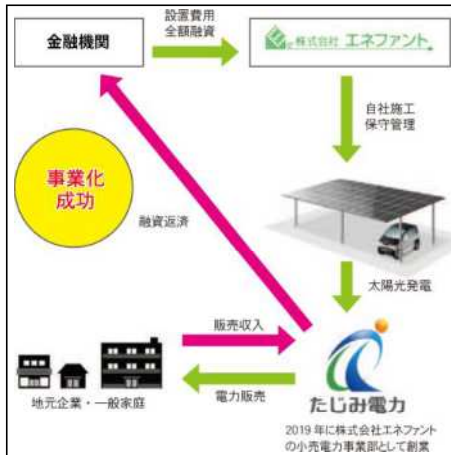 設置費用
全額融資
金融機関
株式会社 エネファント
自社施工
保守管理
事業化
成功
融資返済
太陽光発電
販売収入
電力販売
地元企業・一般家庭
たじみ電力
2019年に株式会社エネファント
の小売電力事業部として創業